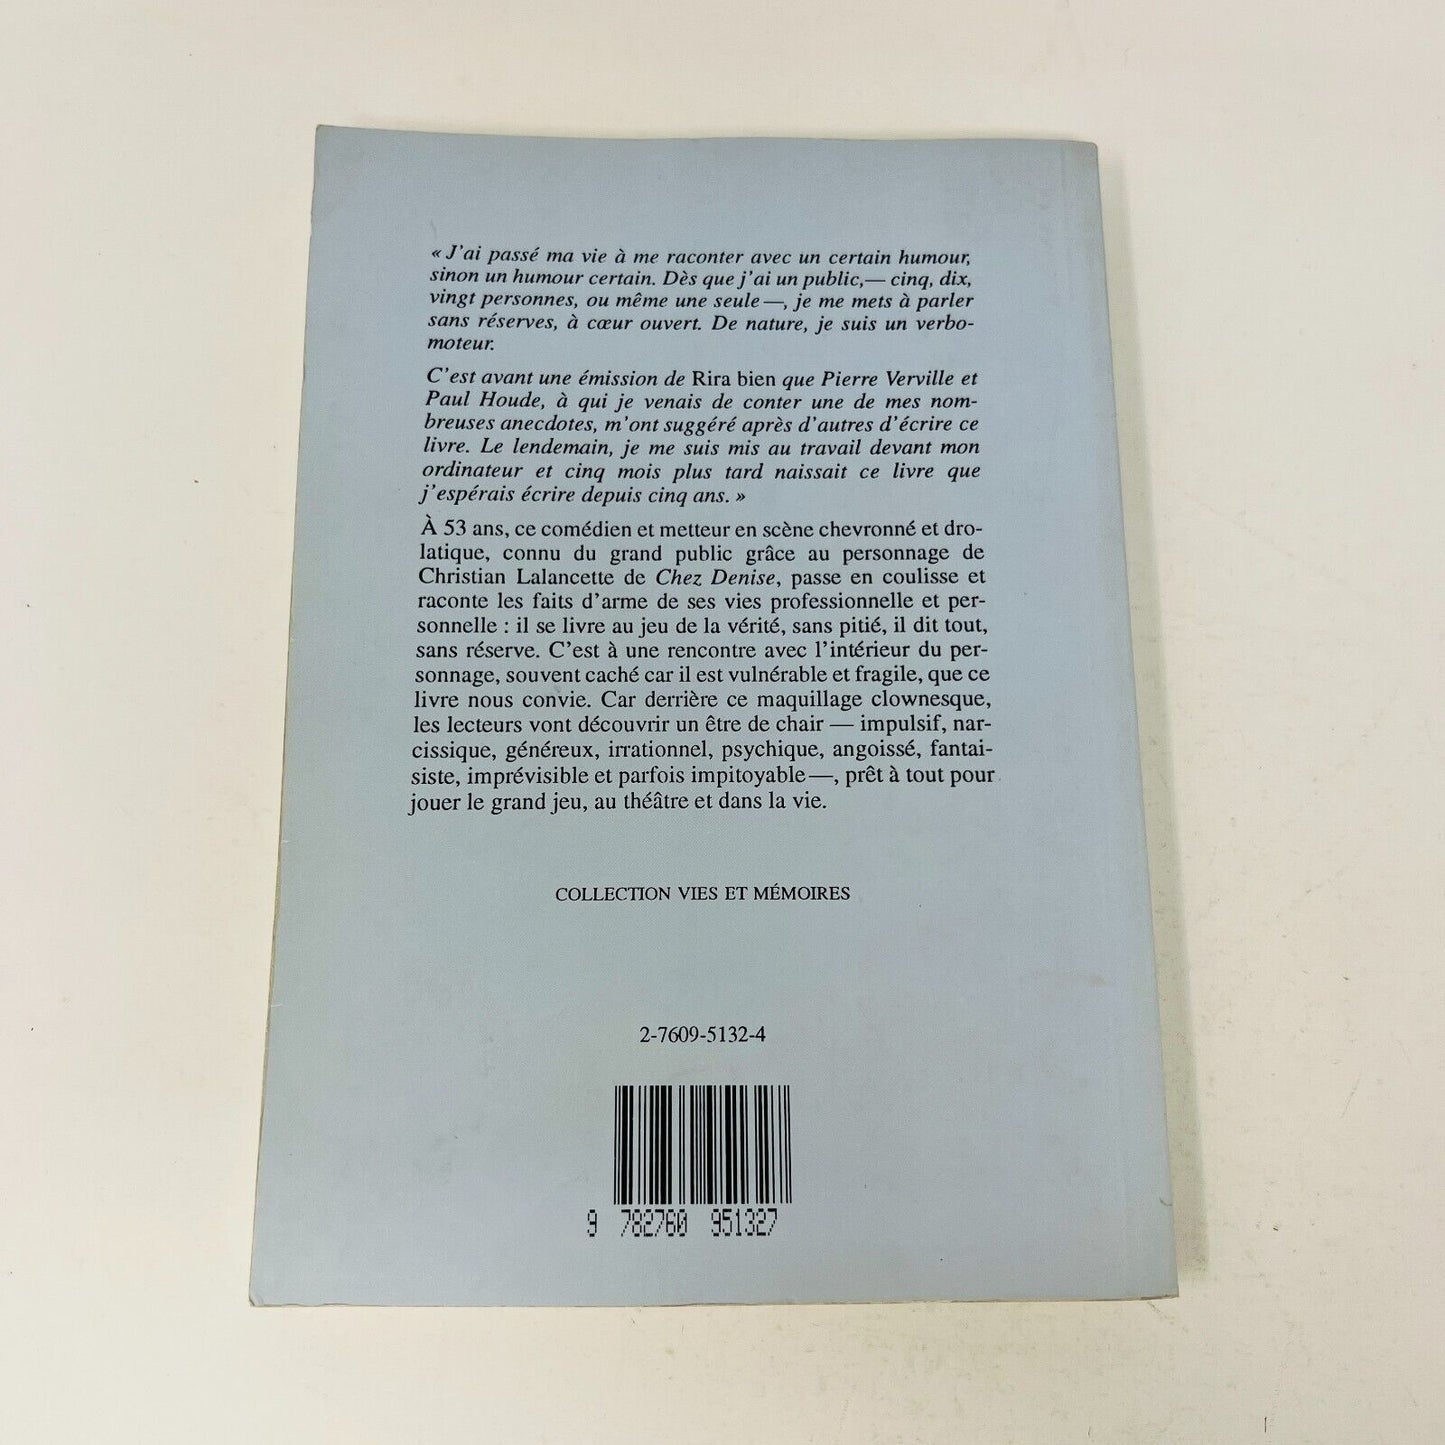 « J'ai passé ma vie à me raconter avec un certain humour,
sinon un humour certain. Dès que j'ai un public,— cinq, dix,
vingt personnes, ou même une seule —, je me mets à parler
sans réserves, à cœur ouvert. De nature, je suis un verbo-
moteur.
C'est avant une émission de Rira bien que Pierre Verville et
Paul Houde, à qui je venais de conter une de mes nom-
breuses anecdotes, m'ont suggéré après d'autres d'écrire ce
livre. Le lendemain, je me suis mis au travail devant mon
ordinateur et cinq mois plus tard naissait ce livre que
j'espérais écrire depuis cinq ans. »
À 53 ans, ce comédien et metteur en scène chevronné et dro-
latique, connu du grand public grâce au personnage de
Christian Lalancette de Chez Denise, passe en coulisse et
raconte les faits d'arme de ses vies professionnelle et per-
sonnelle : il se livre au jeu de la vérité, sans pitié, il dit tout,
sans réserve. C'est à une rencontre avec l'intérieur du per-
sonnage, souvent caché car il est vulnérable et fragile, que ce
livre nous convie. Car derrière ce maquillage clownesque,
les lecteurs vont découvrir un être de chair — impulsif, nar-
cissique, généreux, irrationnel, psychique, angoissé, fantai-
siste, imprévisible et parfois impitoyable —, prêt à tout pour
jouer le grand jeu, au théâtre et dans la vie.
COLLECTION VIES ET MÉMOIRES
2-7609-5132-4
9 782760 951327